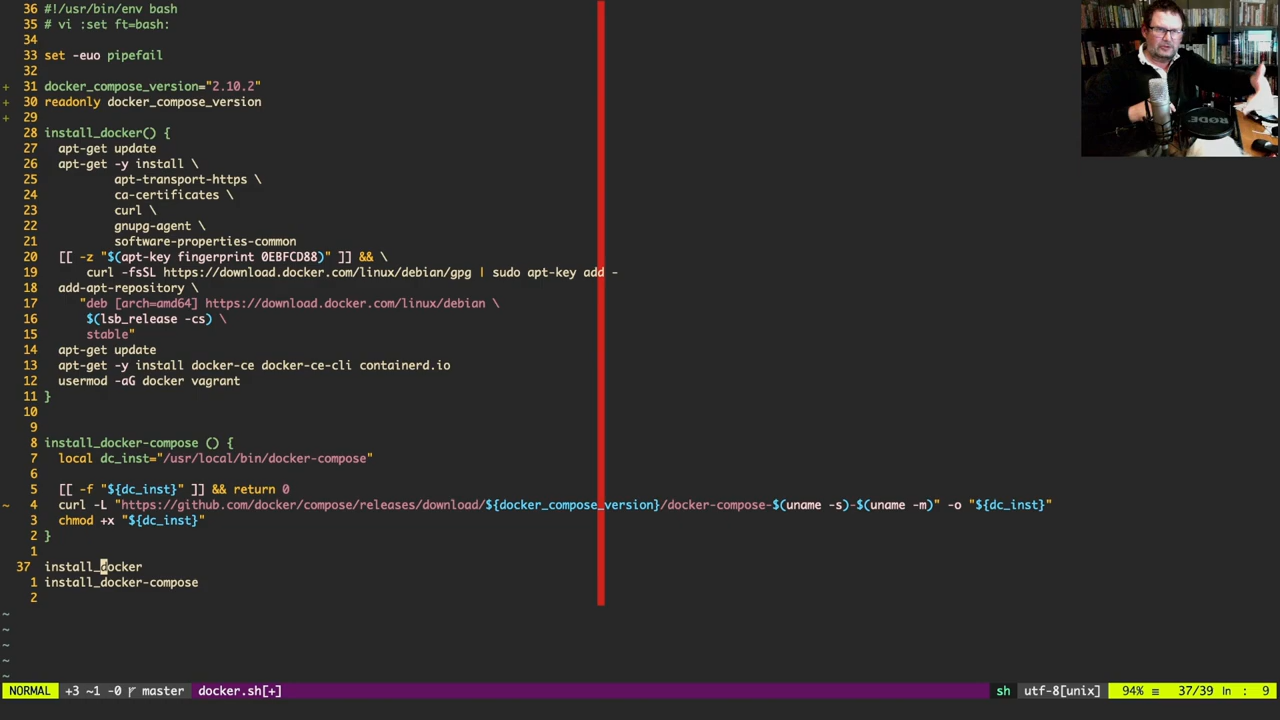 36 #!/usr/bin/env bash
35 # vi :set ft=bash:
34
33 set -euo pipefail
32
+ 31 docker_compose_version="2.10.2"
+ 30 readonly docker_compose_version
+ 29
28 install_docker() {
27 apt-get update
26 apt-get -y install \
25 apt-transport-https \
24 ca-certificates \
23 curl \
22 gnupg-agent \
21 software-properties-common
20 [[ -z "$(apt-key fingerprint 0EBFCD88)" ]] && \
19 curl -fsSL https://download.docker.com/linux/debian/gpg | sudo apt-key add -
18 add-apt-repository \
17 "deb [arch=amd64] https://download.docker.com/linux/debian \
16 $(lsb_release -cs) \
15 stable"
14 apt-get update
13 apt-get -y install docker-ce docker-ce-cli containerd.io
12 usermod -aG docker vagrant
11 }
10
9
8 install_docker-compose () {
7 local dc_inst="/usr/local/bin/docker-compose"
6
5 [[ -f "${dc_inst}" ]] && return 0
~ 4 curl -L "https://github.com/docker/compose/releases/download/${docker_compose_version}/docker-compose-$(uname -s)-$(uname -m)" -o "${dc_inst}"
3 chmod +x "${dc_inst}"
2 }
1
37 install_docker
1 install_docker-compose
2
~
~
~
~
~
NORMAL +3 ~1 -0 master docker.sh[+] sh utf-8[unix] 94% ≡ 37/39 ln : 9
RODE